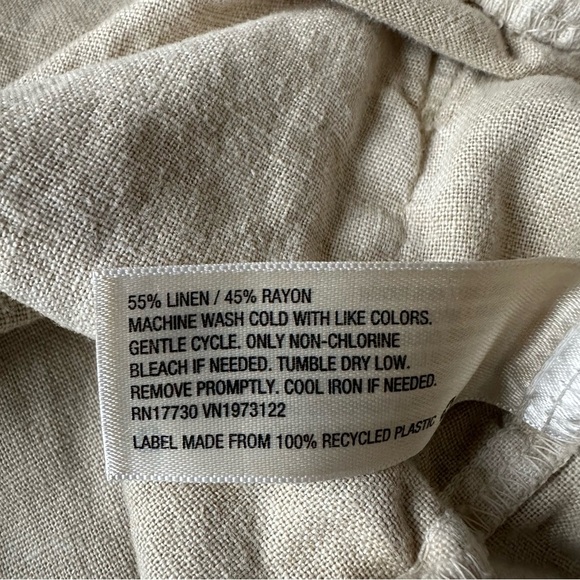 55% LINEN / 45% RAYON
MACHINE WASH COLD WITH LIKE COLORS.
GENTLE CYCLE. ONLY NON-CHLORINE
BLEACH IF NEEDED. TUMBLE DRY LOW.
REMOVE PROMPTLY. COOL IRON IF NEEDED.
RN17730 VN1973122
LABEL MADE FROM 100% RECYCLED PLASTIC